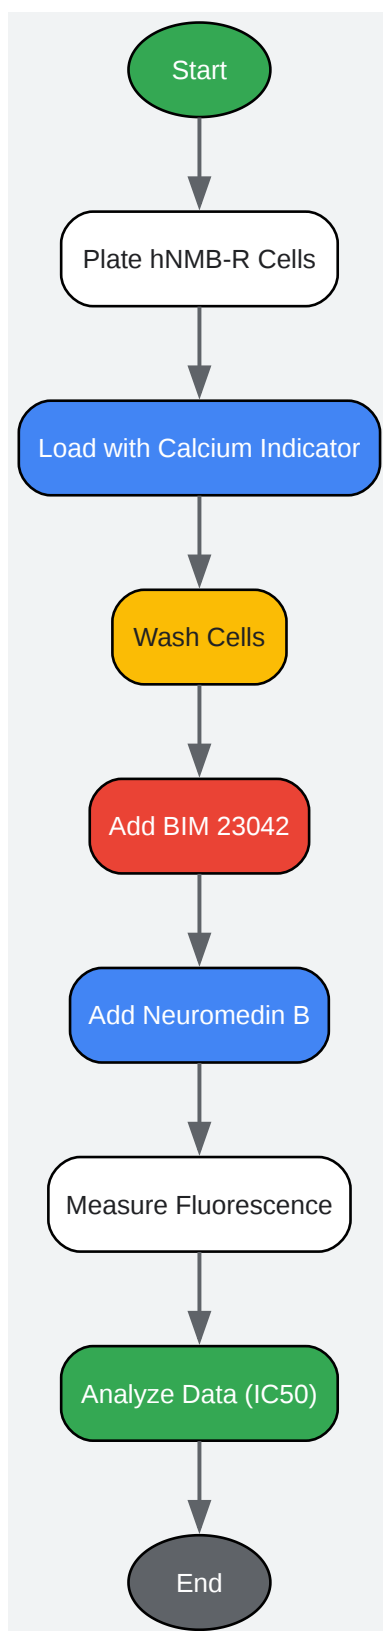 Start
Plate hNMB-R Cells
Load with Calcium Indicator
Wash Cells
Add BIM 23042
Add Neuromedin B
Measure Fluorescence
Analyze Data (IC50)
End